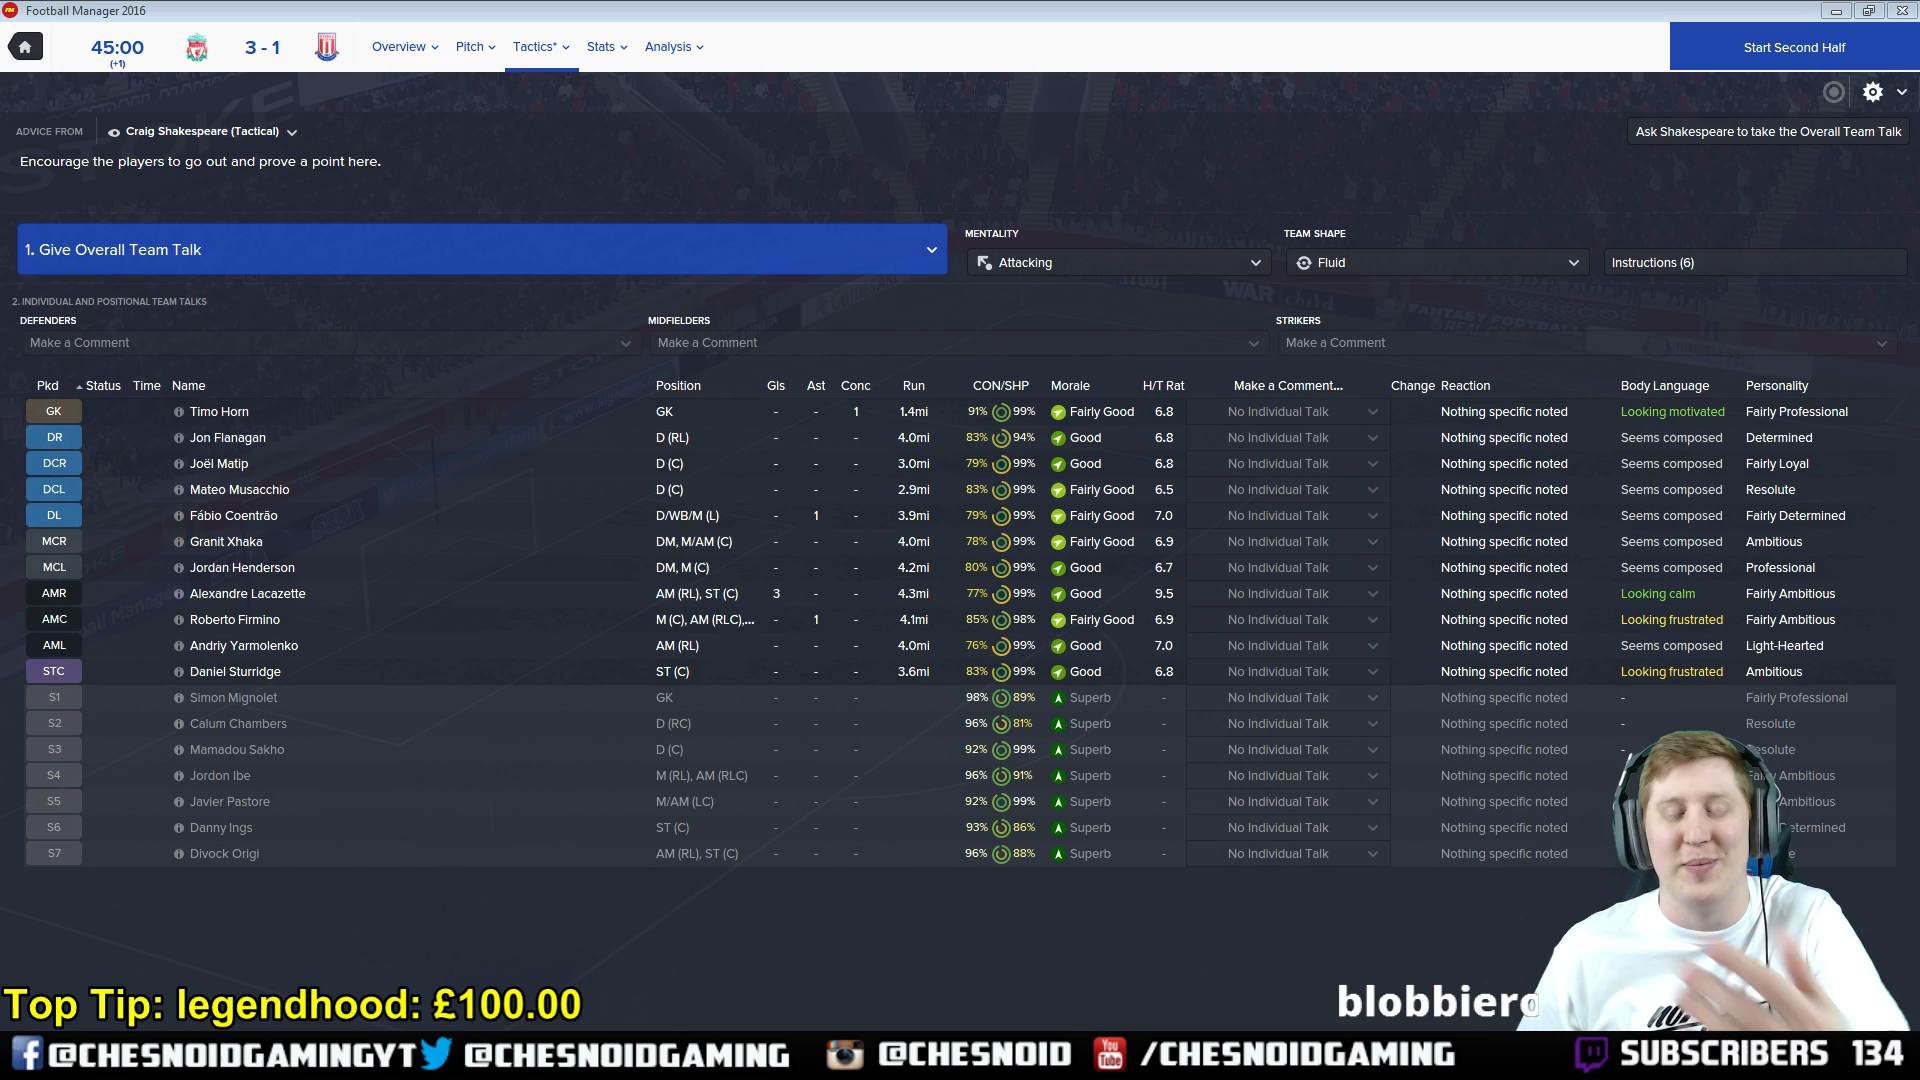 Football Manager 2016
45:00
(+1)
3 - 1
Overview
Pitch
Tactics*
Stats
Analysis
Start Second Half
ADVICE FROM
Craig Shakespeare (Tactical)
Ask Shakespeare to take the Overall Team Talk
Encourage the players to go out and prove a point here.
1. Give Overall Team Talk
MENTALITY
Attacking
TEAM SHAPE
Fluid
Instructions (6)
2. INDIVIDUAL AND POSITIONAL TEAM TALKS
DEFENDERS MIDFIELDERS STRIKERS
Make a Comment Make a Comment Make a Comment
Pkd Status Time Name Position Gls Ast Conc Run CON/SHP Morale H/T Rat Make a Comment... Change Reaction Body Language Personality
GK Timo Horn GK - - 1 1.4mi 91% 99% Fairly Good 6.8 No Individual Talk Nothing specific noted Looking motivated Fairly Professional
DR Jon Flanagan D (RL) - - - 4.0mi 83% 94% Good 6.8 No Individual Talk Nothing specific noted Seems composed Determined
DCR Joël Matip D (C) - - - 3.0mi 79% 99% Good 6.8 No Individual Talk Nothing specific noted Seems composed Fairly Loyal
DCL Mateo Musacchio D (C) - - - 2.9mi 83% 99% Fairly Good 6.5 No Individual Talk Nothing specific noted Seems composed Resolute
DL Fábio Coentrão D/WB/M (L) - 1 - 3.9mi 79% 99% Fairly Good 7.0 No Individual Talk Nothing specific noted Seems composed Fairly Determined
MCR Granit Xhaka DM, M/AM (C) - - - 4.0mi 78% 99% Fairly Good 6.9 No Individual Talk Nothing specific noted Seems composed Ambitious
MCL Jordan Henderson DM, M (C) - - - 4.2mi 80% 99% Good 6.7 No Individual Talk Nothing specific noted Seems composed Professional
AMR Alexandre Lacazette AM (RL), ST (C) 3 - - 4.3mi 77% 99% Good 9.5 No Individual Talk Nothing specific noted Looking calm Fairly Ambitious
AMC Roberto Firmino M (C), AM (RLC),... - 1 - 4.1mi 85% 98% Fairly Good 6.9 No Individual Talk Nothing specific noted Looking frustrated Fairly Ambitious
AML Andriy Yarmolenko AM (RL) - - - 4.0mi 76% 99% Good 7.0 No Individual Talk Nothing specific noted Seems composed Light-Hearted
STC Daniel Sturridge ST (C) - - - 3.6mi 83% 99% Good 6.8 No Individual Talk Nothing specific noted Looking frustrated Ambitious
S1 Simon Mignolet GK - - - 98% 89% Superb - No Individual Talk Nothing specific noted - Fairly Professional
S2 Calum Chambers D (RC) - - - 96% 81% Superb - No Individual Talk Nothing specific noted - Resolute
S3 Mamadou Sakho D (C) - - - 92% 99% Superb - No Individual Talk Nothing specific noted - esolute
S4 Jordon Ibe M (RL), AM (RLC) - - - 96% 91% Superb - No Individual Talk Nothing specific noted Ambitious
S5 Javier Pastore M/AM (LC) - - - 92% 99% Superb - No Individual Talk Nothing specific noted Ambitious
S6 Danny Ings ST (C) - - - 93% 86% Superb - No Individual Talk Nothing specific noted etermined
S7 Divock Origi AM (RL), ST (C) - - - 96% 88% Superb - No Individual Talk Nothing specific noted e
Top Tip: legendhood: £100.00
blobbiero
@CHESNOIDGAMINGYT @CHESNOIDGAMING @CHESNOID /CHESNOIDGAMING SUBSCRIBERS 134